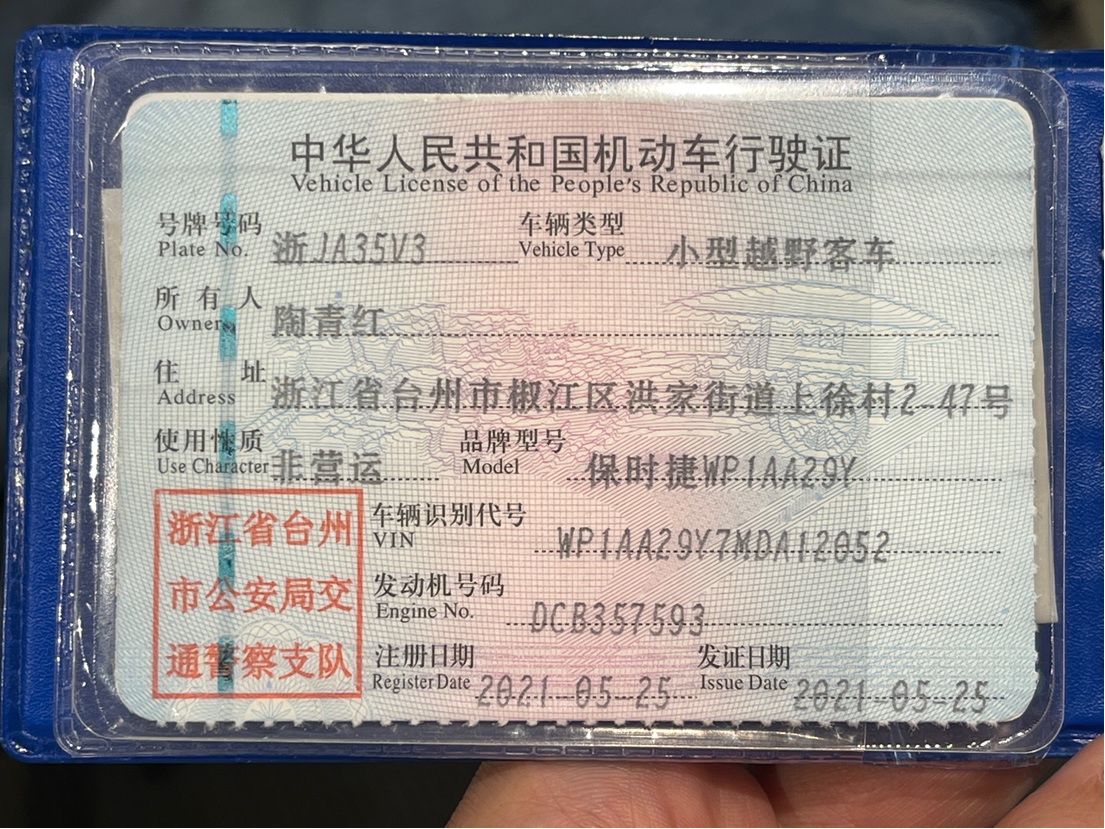 中华人民共和国机动车行驶证
Vehicle License of the People's Republic of China
号牌号码 浙JA35V3 车辆类型 小型越野客车
Plate No. Vehicle Type
所有人 陶青红
Owner
住址 浙江省台州市椒江区洪家街道上徐村2-47号
Address
使用性质 非营运 品牌型号 保时捷WP1AA29Y
Use Character Model
浙江省台州
市公安局交
通警察支队
车辆识别代号 WP1AA29Y7MDA12052
VIN
发动机号码 DCB357593
Engine No.
注册日期 2021-05-25 发证日期 2021-05-25
Register Date Issue Date